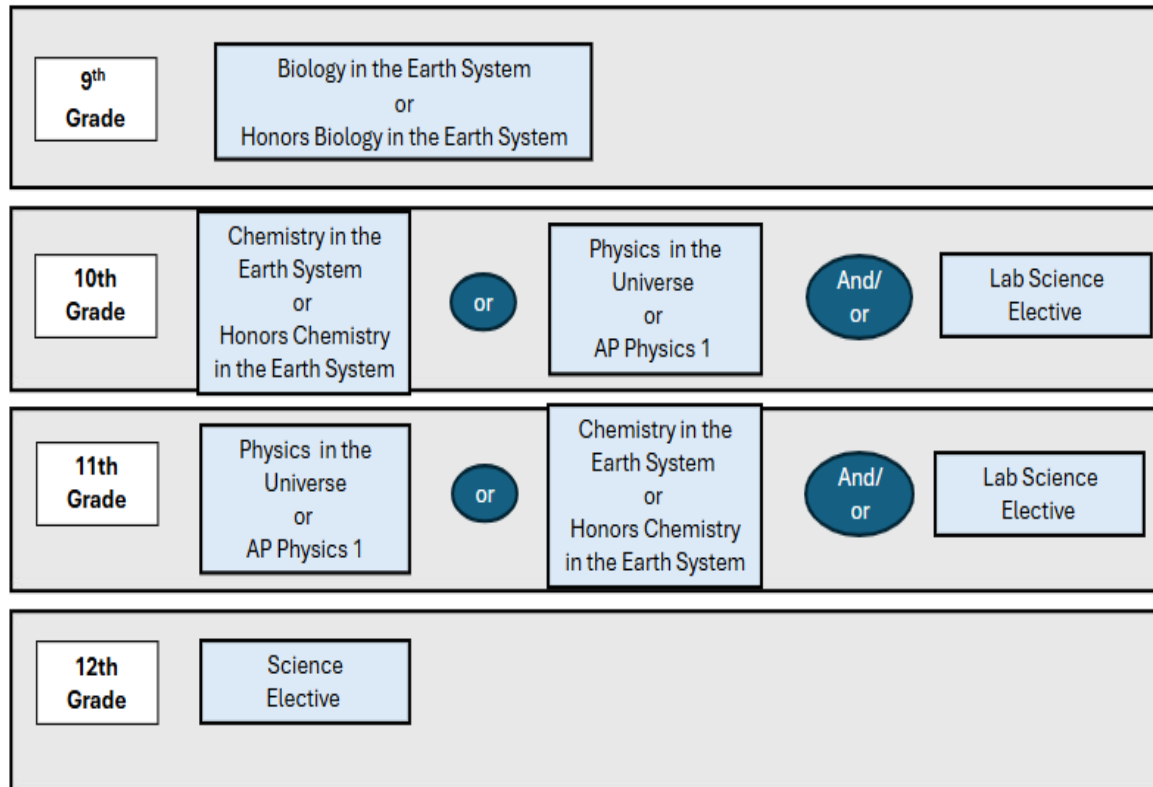 9th
Grade
Biology in the Earth System
or
Honors Biology in the Earth System
10th
Grade
Chemistry in the
Earth System
or
Honors Chemistry
in the Earth System
or
Physics in the
Universe
or
AP Physics 1
And/
or
Lab Science
Elective
11th
Grade
Physics in the
Universe
or
AP Physics 1
or
Chemistry in the
Earth System
or
Honors Chemistry
in the Earth System
And/
or
Lab Science
Elective
12th
Grade
Science
Elective